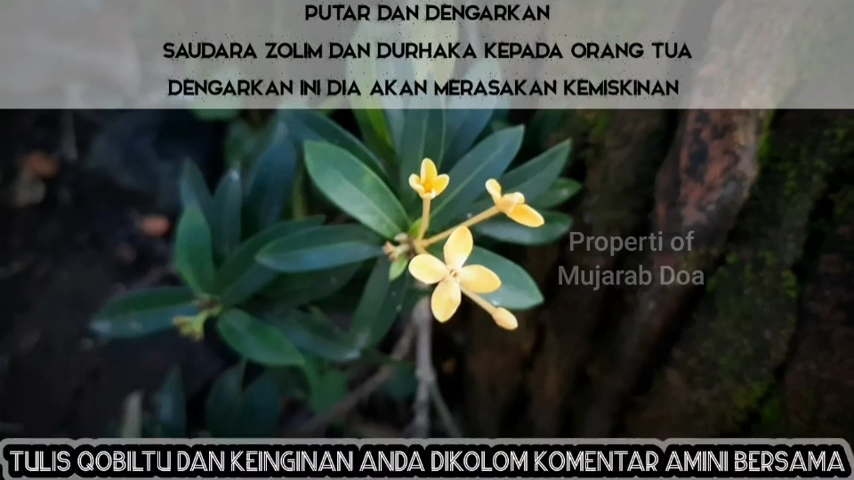 PUTAR DAN DENGARKAN
SAUDARA ZOLIM DAN DURHAKA KEPADA ORANG TUA
DENGARKAN INI DIA AKAN MERASAKAN KEMISKINAN
Properti of
Mujarab Doa
TULIS QOBILTU DAN KEINGINAN ANDA DIKOLOM KOMENTAR AMINI BERSAMA